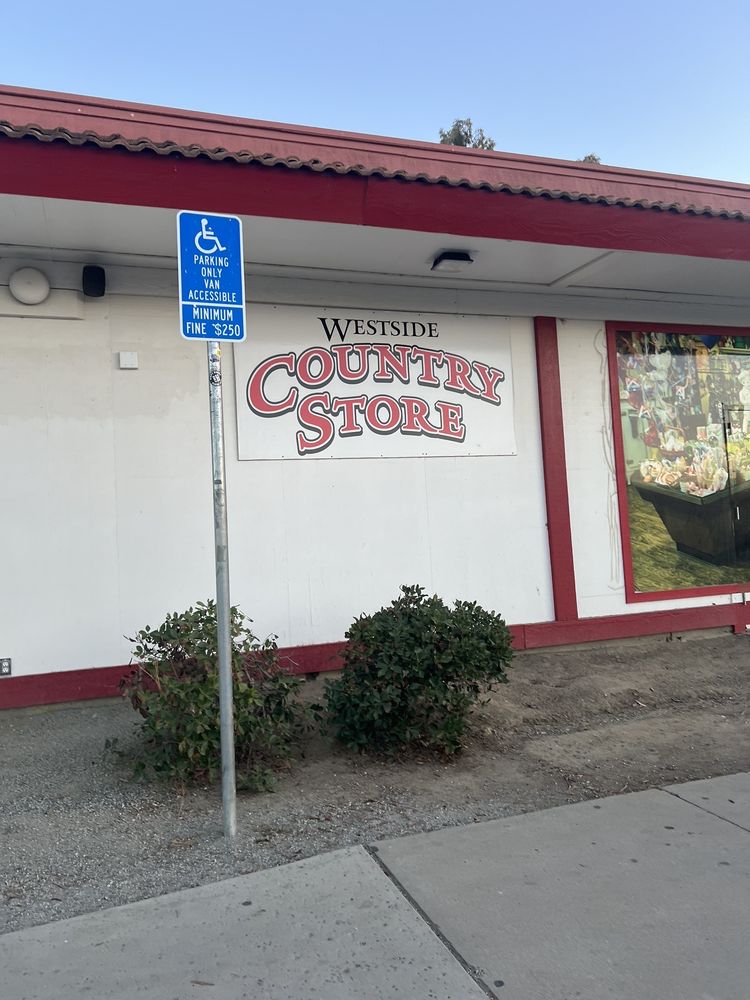 PARKING
ONLY
VAN
ACCESSIBLE
MINIMUM
FINE $250
WESTSIDE
COUNTRY
STORE